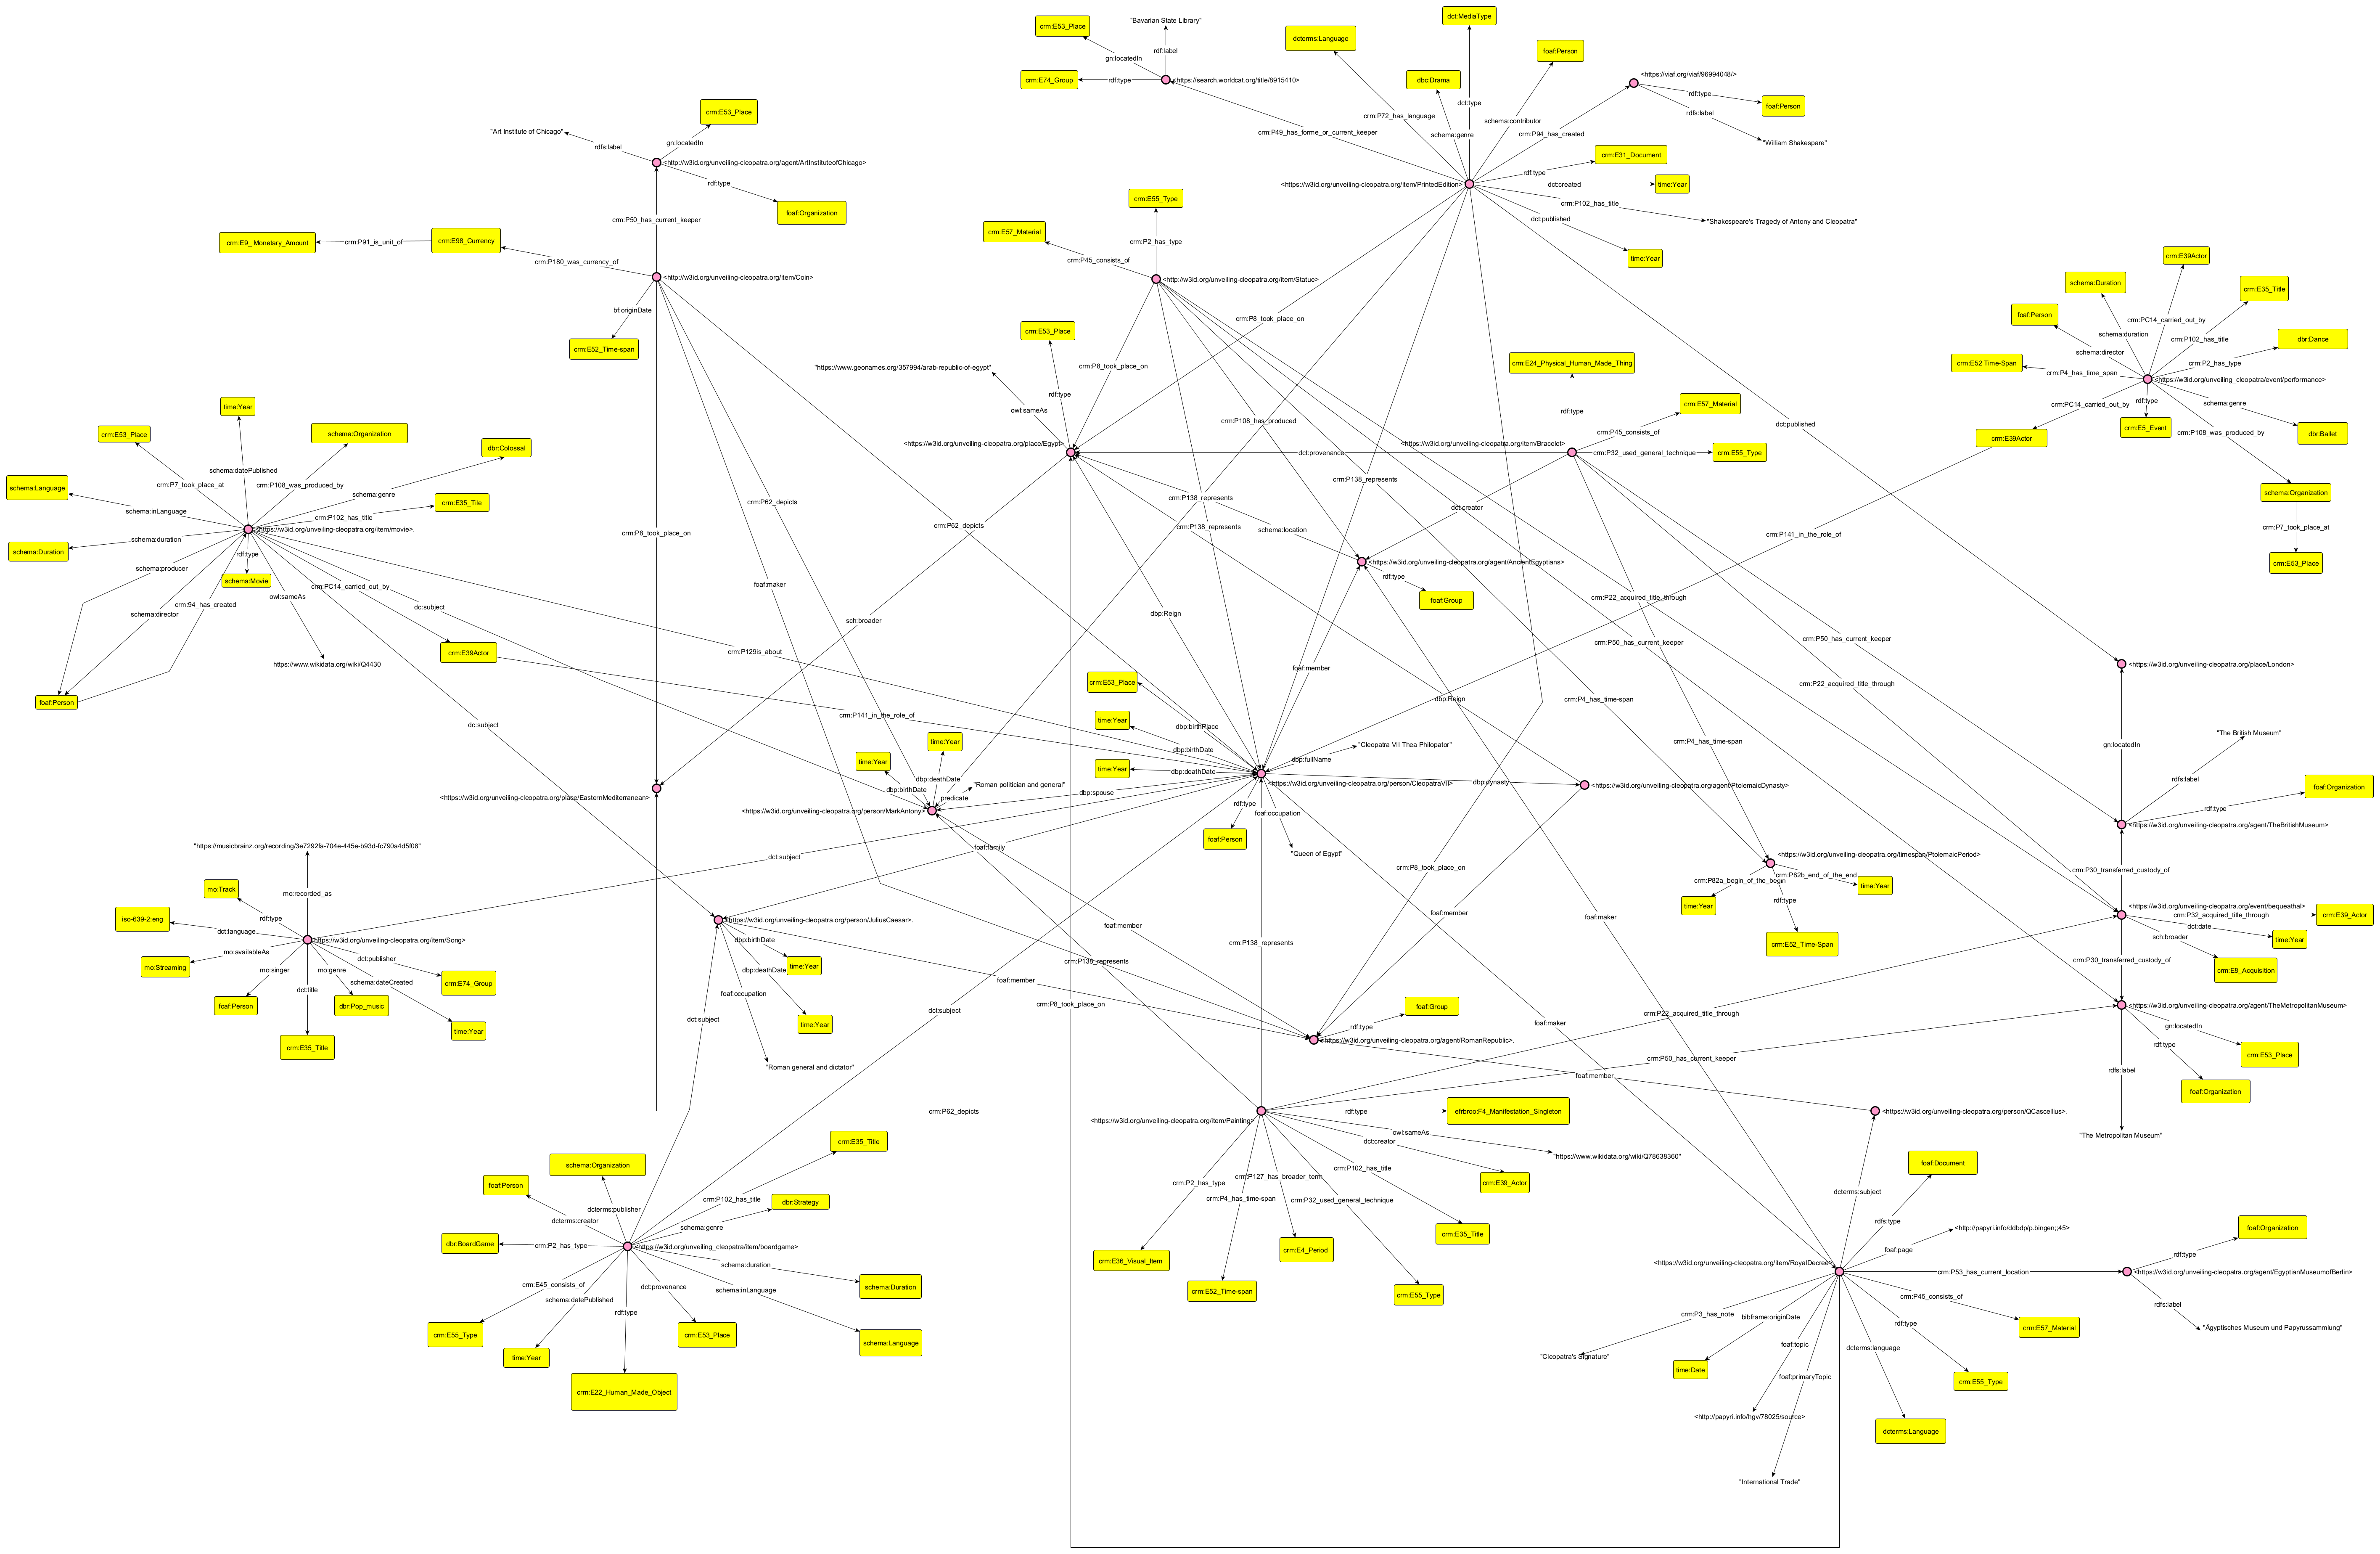 dct:MediaType
"Bavarian State Library"
crm:E53_Place
dcterms:Language
foaf:Person
rdf:label
gn:locatedIn
crm:E74_Group
rdf:type
<https://search.worldcat.org/title/8915410>
dbc:Drama
<https://viaf.org/viaf/96994048/>
rdf:type
foaf:Person
rdfs:label
"William Shakespare"
dct:type
crm:P72_has_language
schema:contributor
crm:P49_has_forme_or_current_keeper
schema:genre
crm:P94_has_created
crm:E31_Document
rdf:type
<https://w3id.org/unveiling-cleopatra.org/item/PrintedEdition>
dct:created
time:Year
crm:P102_has_title
"Shakespeare's Tragedy of Antony and Cleopatra"
dct:published
time:Year
crm:E53_Place
"Art Institute of Chicago"
gn:locatedIn
rdfs:label
<http://w3id.org/unveiling-cleopatra.org/agent/ArtInstituteofChicago>
rdf:type
foaf:Organization
crm:P50_has_current_keeper
crm:E9_ Monetary_Amount
crm:P91_is_unit_of
crm:E98_Currency
crm:P180_was_currency_of
<http://w3id.org/unveiling-cleopatra.org/item/Coin>
bf:originDate
crm:E52_Time-span
crm:E55_Type
crm:E57_Material
crm:P2_has_type
crm:P45_consists_of
<http://w3id.org/unveiling-cleopatra.org/item/Statue>
crm:P8_took_place_on
crm:E53_Place
"https://www.geonames.org/357994/arab-republic-of-egypt"
crm:P8_took_place_on
rdf:type
owl:sameAs
<https://w3id.org/unveiling-cleopatra.org/place/Egypt>
crm:P108_has_produced
crm:E24_Physical_Human_Made_Thing
rdf:type
crm:E57_Material
crm:P45_consists_of
<https://w3id.org/unveiling-cleopatra.org/item/Bracelet>
dct:provenance
crm:P32_used_general_technique
crm:E55_Type
dct:published
crm:E39Actor
schema:Duration
crm:E35_Title
foaf:Person
crm:PC14_carried_out_by
schema:duration
crm:P102_has_title
dbr:Dance
schema:director
crm:P2_has_type
crm:E52 Time-Span
crm:P4_has_time_span
<https://w3id.org/unveiling_cleopatra/event/performance>
crm:PC14_carried_out_by
rdf:type
schema:genre
crm:E5_Event
dbr:Ballet
crm:E39Actor
crm:P108_was_produced_by
schema:Organization
crm:P7_took_place_at
crm:E53_Place
time:Year
crm:E53_Place
schema:Organization
dbr:Colossal
schema:datePublished
crm:P7_took_place_at
crm:P108_was_produced_by
schema:genre
schema:Language
schema:inLanguage
crm:P102_has_title
crm:E35_Tile
<https://w3id.org/unveiling-cleopatra.org/item/movie>.
schema:Duration
schema:duration
rdf:type
schema:producer
schema:Movie
crm:PC14_carried_out_by
owl:sameAs
crm:94_has_created
schema:director
dc:subject
https://www.wikidata.org/wiki/Q4430
crm:E39Actor
foaf:Person
crm:P62_depicts
crm:P62_depicts
crm:P8_took_place_on
foaf:maker
sch:broader
crm:P129is_about
crm:P141_in_the_role_of
dc:subject
crm:P138_represents
crm:P138_represents
crm:P138_represents
schema:location
dct:creator
<https://w3id.org/unveiling-cleopatra.org/agent/AncientEgyptians>
rdf:type
foaf:Group
dbp:Reign
foaf:member
crm:P141_in_the_role_of
crm:P22_acquired_title_through
crm:P50_has_current_keeper
crm:P50_has_current_keeper
crm:P22_acquired_title_through
<https://w3id.org/unveiling-cleopatra.org/place/London>
crm:P4_has_time-span
dbp:Reign
crm:P4_has_time-span
crm:E53_Place
time:Year
dbp:birthPlace
dbp:birthDate
"Cleopatra VII Thea Philopator"
dbp:fullName
time:Year
dbp:deathDate
<https://w3id.org/unveiling-cleopatra.org/person/CleopatraVII>
dbp:dynasty
<https://w3id.org/unveiling-cleopatra.org/agent/PtolemaicDynasty>
dbp:spouse
rdf:type
foaf:occupation
foaf:Person
"Queen of Egypt"
foaf:family
time:Year
time:Year
dbp:deathDate
dbp:birthDate
"Roman politician and general"
predicate
<https://w3id.org/unveiling-cleopatra.org/place/EasternMediterranean>
<https://w3id.org/unveiling-cleopatra.org/person/MarkAntony>
gn:locatedIn
"The British Museum"
rdfs:label
foaf:Organization
rdf:type
<https://w3id.org/unveiling-cleopatra.org/agent/TheBritishMuseum>
<https://w3id.org/unveiling-cleopatra.org/timespan/PtolemaicPeriod>
crm:P82a_begin_of_the_begin
crm:P82b_end_of_the_end
time:Year
time:Year
rdf:type
crm:E52_Time-Span
crm:P30_transferred_custody_of
<https://w3id.org/unveiling-cleopatra.org/event/bequeathal>
crm:P32_acquired_title_through
crm:E39_Actor
dct:date
time:Year
sch:broader
crm:E8_Acquisition
crm:P30_transferred_custody_of
<https://w3id.org/unveiling-cleopatra.org/agent/TheMetropolitanMuseum>
gn:locatedIn
crm:E53_Place
rdf:type
foaf:Organization
rdfs:label
"The Metropolitan Museum"
"https://musicbrainz.org/recording/3e7292fa-704e-445e-b93d-fc790a4d5f08"
dct:subject
mo:Track
mo:recorded_as
iso-639-2:eng
rdf:type
dct:language
https://w3id.org/unveiling-cleopatra.org/item/Song>
mo:availableAs
mo:Streaming
mo:singer
mo:genre
dct:publisher
crm:E74_Group
schema:dateCreated
dct:title
foaf:Person
dbr:Pop_music
time:Year
crm:E35_Title
<https://w3id.org/unveiling-cleopatra.org/person/JuliusCaesar>.
dbp:birthDate
time:Year
dbp:deathDate
time:Year
foaf:occupation
"Roman general and dictator"
foaf:member
foaf:member
crm:P138_represents
crm:P138_represents
crm:P8_took_place_on
crm:P8_took_place_on
foaf:member
foaf:maker
foaf:maker
dct:subject
dct:subject
foaf:Group
rdf:type
<https://w3id.org/unveiling-cleopatra.org/agent/RomanRepublic>.
crm:P22_acquired_title_through
crm:P50_has_current_keeper
foaf:member
crm:P62_depicts
<https://w3id.org/unveiling-cleopatra.org/item/Painting>
rdf:type
efrbroo:F4_Manifestation_Singleton
owl:sameAs
"https://www.wikidata.org/wiki/Q78638360"
dct:creator
crm:E39_Actor
crm:P102_has_title
crm:E35_Title
crm:P127_has_broader_term
crm:P2_has_type
crm:P4_has_time-span
crm:P32_used_general_technique
crm:E36_Visual_Item
crm:E4_Period
crm:E52_Time-span
crm:E55_Type
<https://w3id.org/unveiling-cleopatra.org/person/QCascellius>.
crm:E35_Title
schema:Organization
foaf:Person
crm:P102_has_title
dbr:Strategy
dcterms:publisher
dcterms:creator
schema:genre
dbr:BoardGame
crm:P2_has_type
<https://w3id.org/unveiling_cleopatra/item/boardgame>
schema:duration
schema:Duration
crm:E45_consists_of
dct:provenance
schema:inLanguage
schema:datePublished
rdf:type
crm:E55_Type
crm:E53_Place
schema:Language
time:Year
crm:E22_Human_Made_Object
foaf:Document
dcterms:subject
rdfs:type
<http://papyri.info/ddbdp/p.bingen;;45>
foaf:page
<https://w3id.org/unveiling-cleopatra.org/item/RoyalDecree>
crm:P53_has_current_location
foaf:Organization
rdf:type
<https://w3id.org/unveiling-cleopatra.org/agent/EgyptianMuseumofBerlin>
rdfs:label
"Ägyptisches Museum und Papyrussammlung"
crm:P45_consists_of
crm:E57_Material
crm:P3_has_note
bibframe:originDate
rdf:type
foaf:topic
dcterms:language
"Cleopatra's Signature"
time:Date
foaf:primaryTopic
crm:E55_Type
<http://papyri.info/hgv/78025/source>
dcterms:Language
"International Trade"